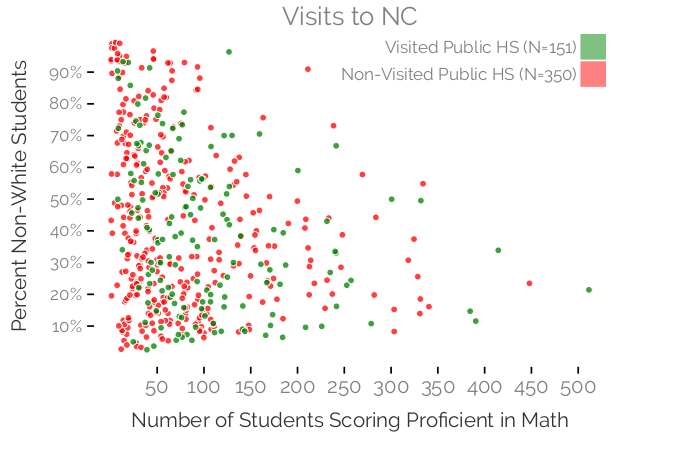 Visits to NC
Visited Public HS (N=151)
Non-Visited Public HS (N=350)
Percent Non-White Students
90%
80%
70%
60%
50%
40%
30%
20%
10%
50 100 150 200 250 300 350 400 450 500
Number of Students Scoring Proficient in Math